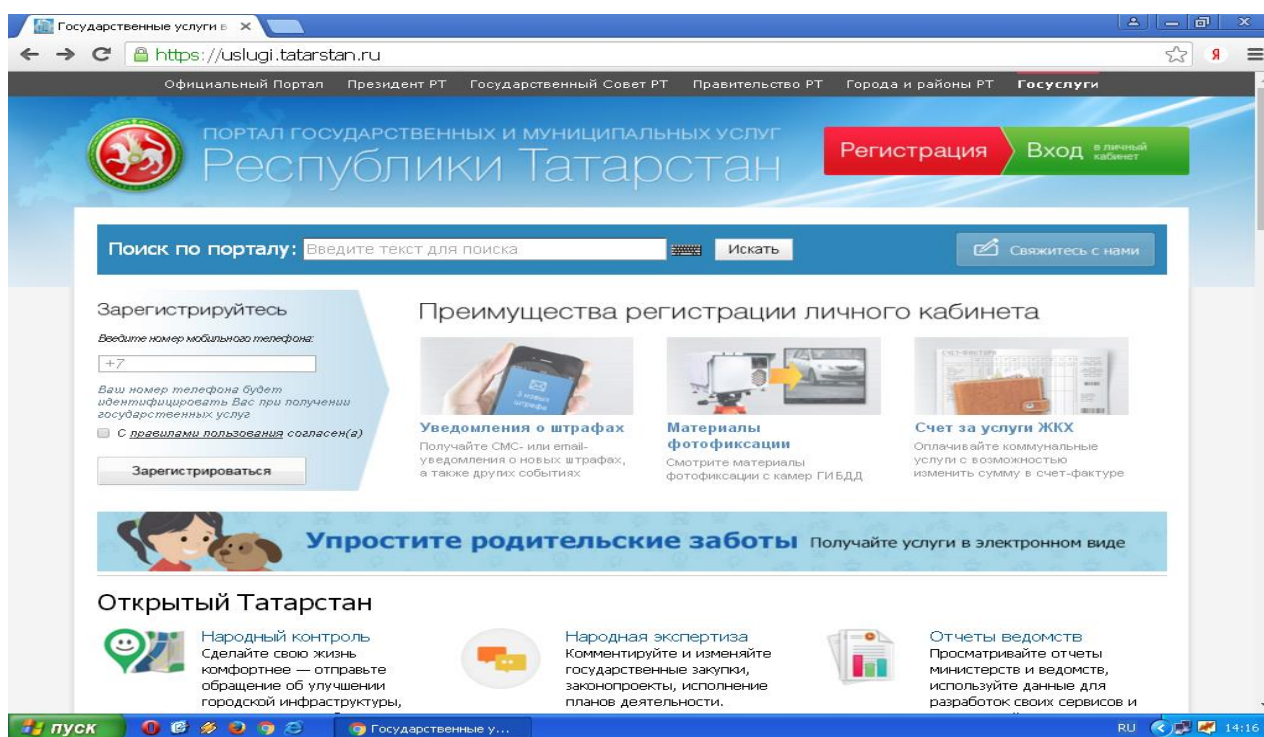 Государственные услуги в
https://uslugi.tatarstan.ru
Я
Официальный Портал Президент РТ Государственный Совет РТ Правительство РТ Города и районы РТ Госуслуги
ПОРТАЛ ГОСУДАРСТВЕННЫХ И МУНИЦИПАЛЬНЫХ УСЛУГ
Республики Татарстан
Регистрация Вход в личный
кабинет
Поиск по порталу: Введите текст для поиска Искать Свяжитесь с нами
Зарегистрируйтесь
Введите номер мобильного телефона:
+7
Ваш номер телефона будет
идентифицировать Вас при получении
государственных услуг
С правилами пользования согласен(а)
Зарегистрироваться
Преимущества регистрации личного кабинета
3 новых
штрафа
Уведомления о штрафах
Получайте СМС- или email-
уведомления о новых штрафах,
а также других событиях
Материалы
фотофиксации
Смотрите материалы
фотофиксации с камер ГИБДД
СЧЕТ-ФАКТУРА
Счет за услуги ЖКХ
Оплачивайте коммунальные
услуги с возможностью
изменить сумму в счет-фактуре
Упростите родительские заботы Получайте услуги в электронном виде
Открытый Татарстан
Народный контроль
Сделайте свою жизнь
комфортнее — отправьте
обращение об улучшении
городской инфраструктуры,
Народная экспертиза
Комментируйте и изменяйте
государственные закупки,
законопроекты, исполнение
планов деятельности.
Отчеты ведомств
Просматривайте отчеты
министерств и ведомств,
используйте данные для
разработок своих сервисов и
пуск Государственные у... RU 14:16